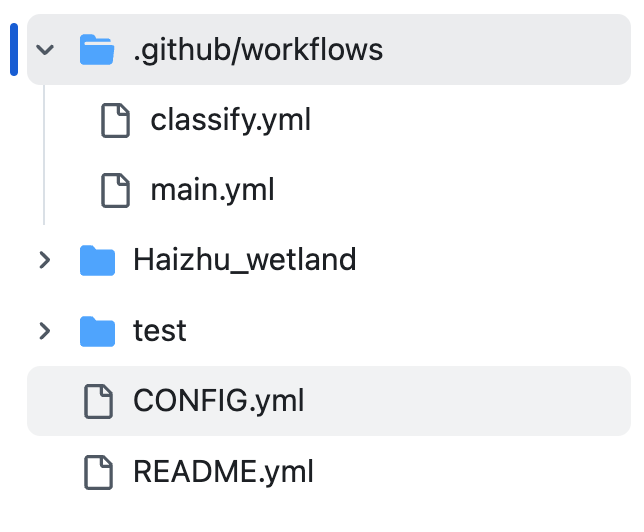 .github/workflows
classify.yml
main.yml
Haizhu_wetland
test
CONFIG.yml
README.yml